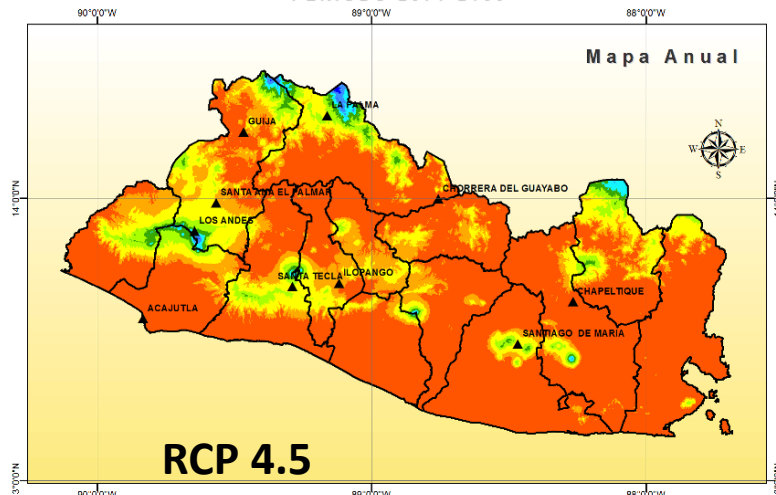 90°0'0"W 89°0'0"W 88°0'0"W
Mapa Anual
N
W E
S
LA PALMA
GUIJA
SANTA ANA EL PALMAR
CHORRERA DEL GUAYABO
14°0'0"N
LOS ANDES
SANTA TECLA
ILOPANGO
CHAPELTIQUE
ACAJUTLA
SANTIAGO DE MARIA
RCP 4.5